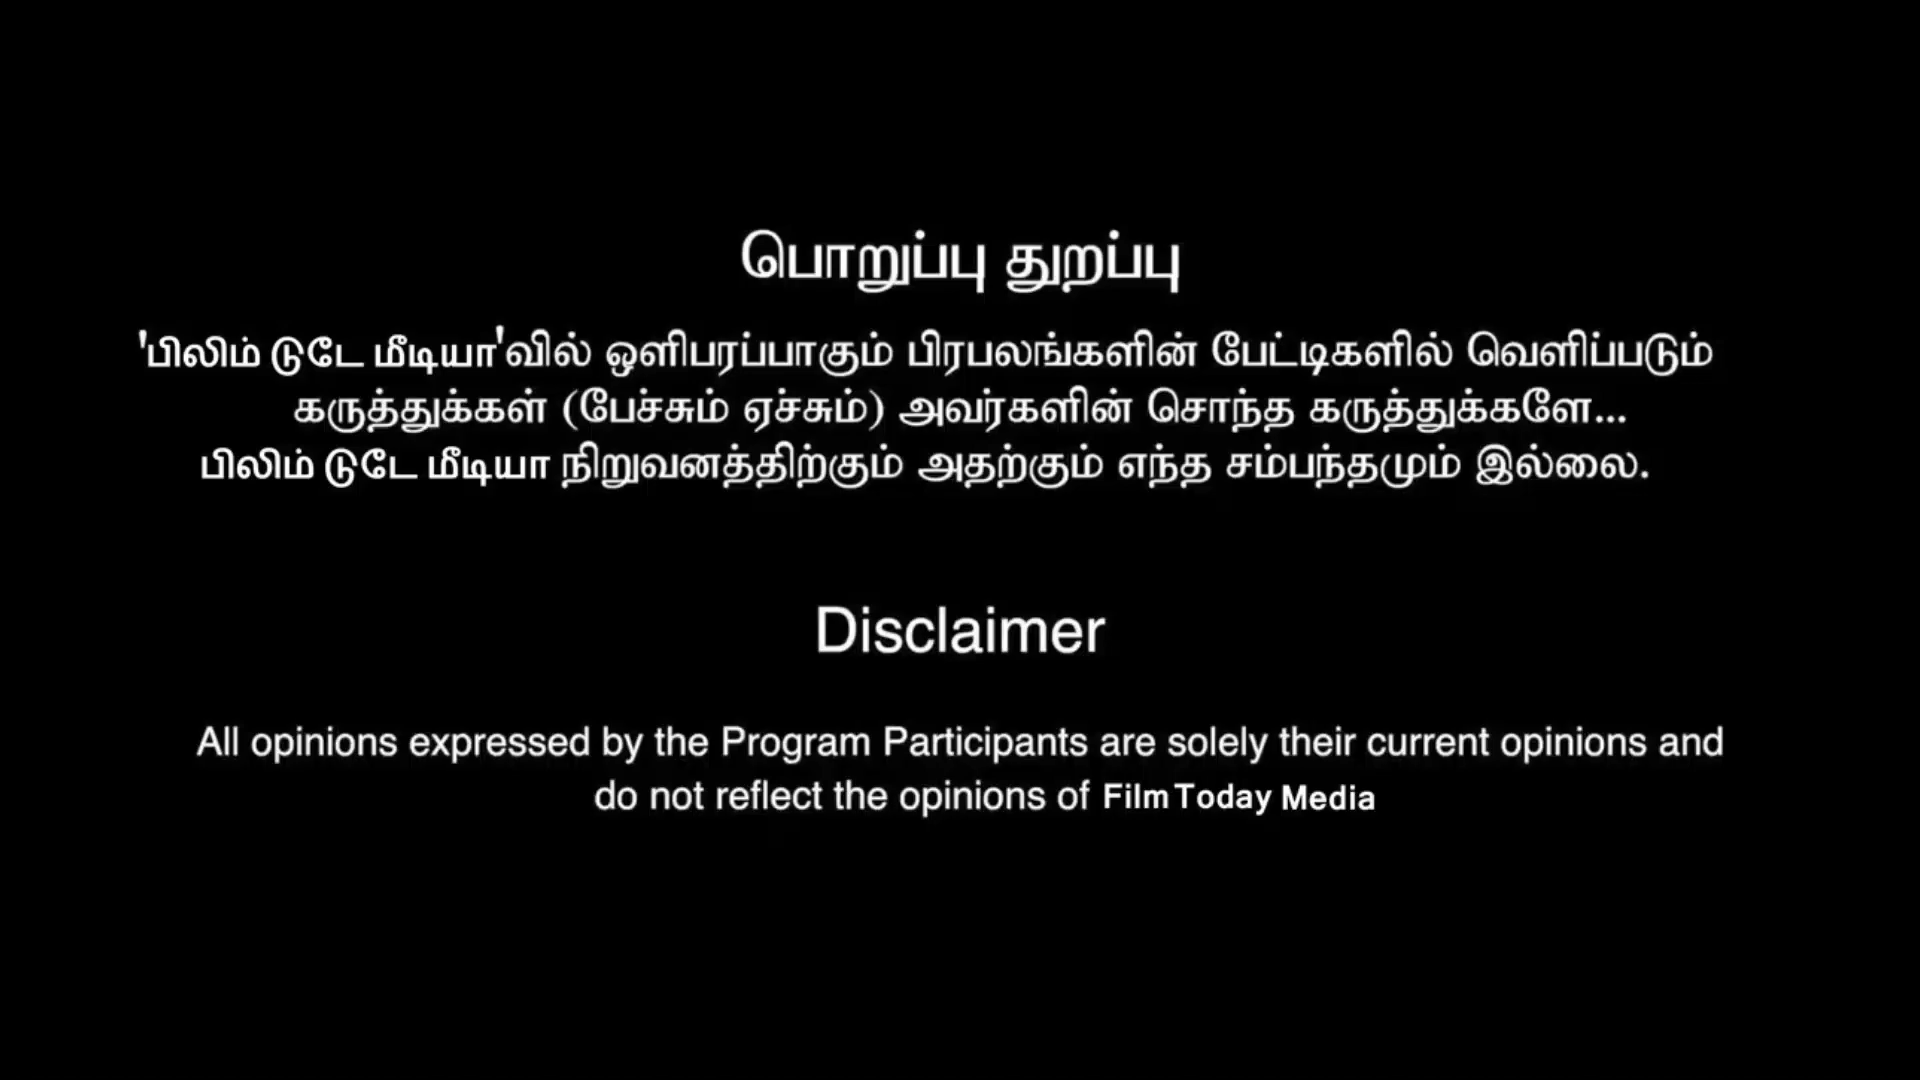 பொறுப்பு துறப்பு
'பிலிம் டுடே மீடியா'வில் ஒளிபரப்பாகும் பிரபலங்களின் பேட்டிகளில் வெளிப்படும்
கருத்துக்கள் (பேச்சும் ஏச்சும்) அவர்களின் சொந்த கருத்துக்களே...
பிலிம் டுடே மீடியா நிறுவனத்திற்கும் அதற்கும் எந்த சம்பந்தமும் இல்லை.
Disclaimer
All opinions expressed by the Program Participants are solely their current opinions and
do not reflect the opinions of Film Today Media